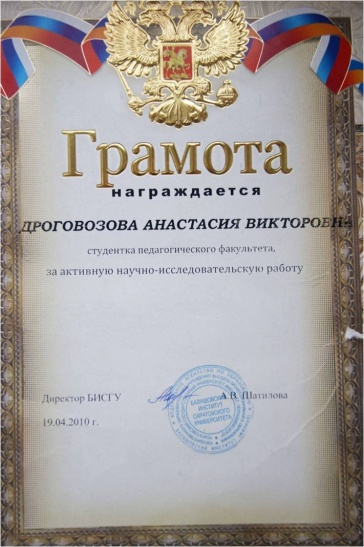 Грамота
награждается
ДРОГОВОЗОВА АНАСТАСИЯ ВИКТОРОВНА
студентка педагогического факультета,
за активную научно-исследовательскую работу
Директор БИСГУ А.В. Шатилова
19.04.2010 г.
БАЛАШОВСКИЙ
ИНСТИТУТ
САРАТОВСКОГО
УНИВЕРСИТЕТА